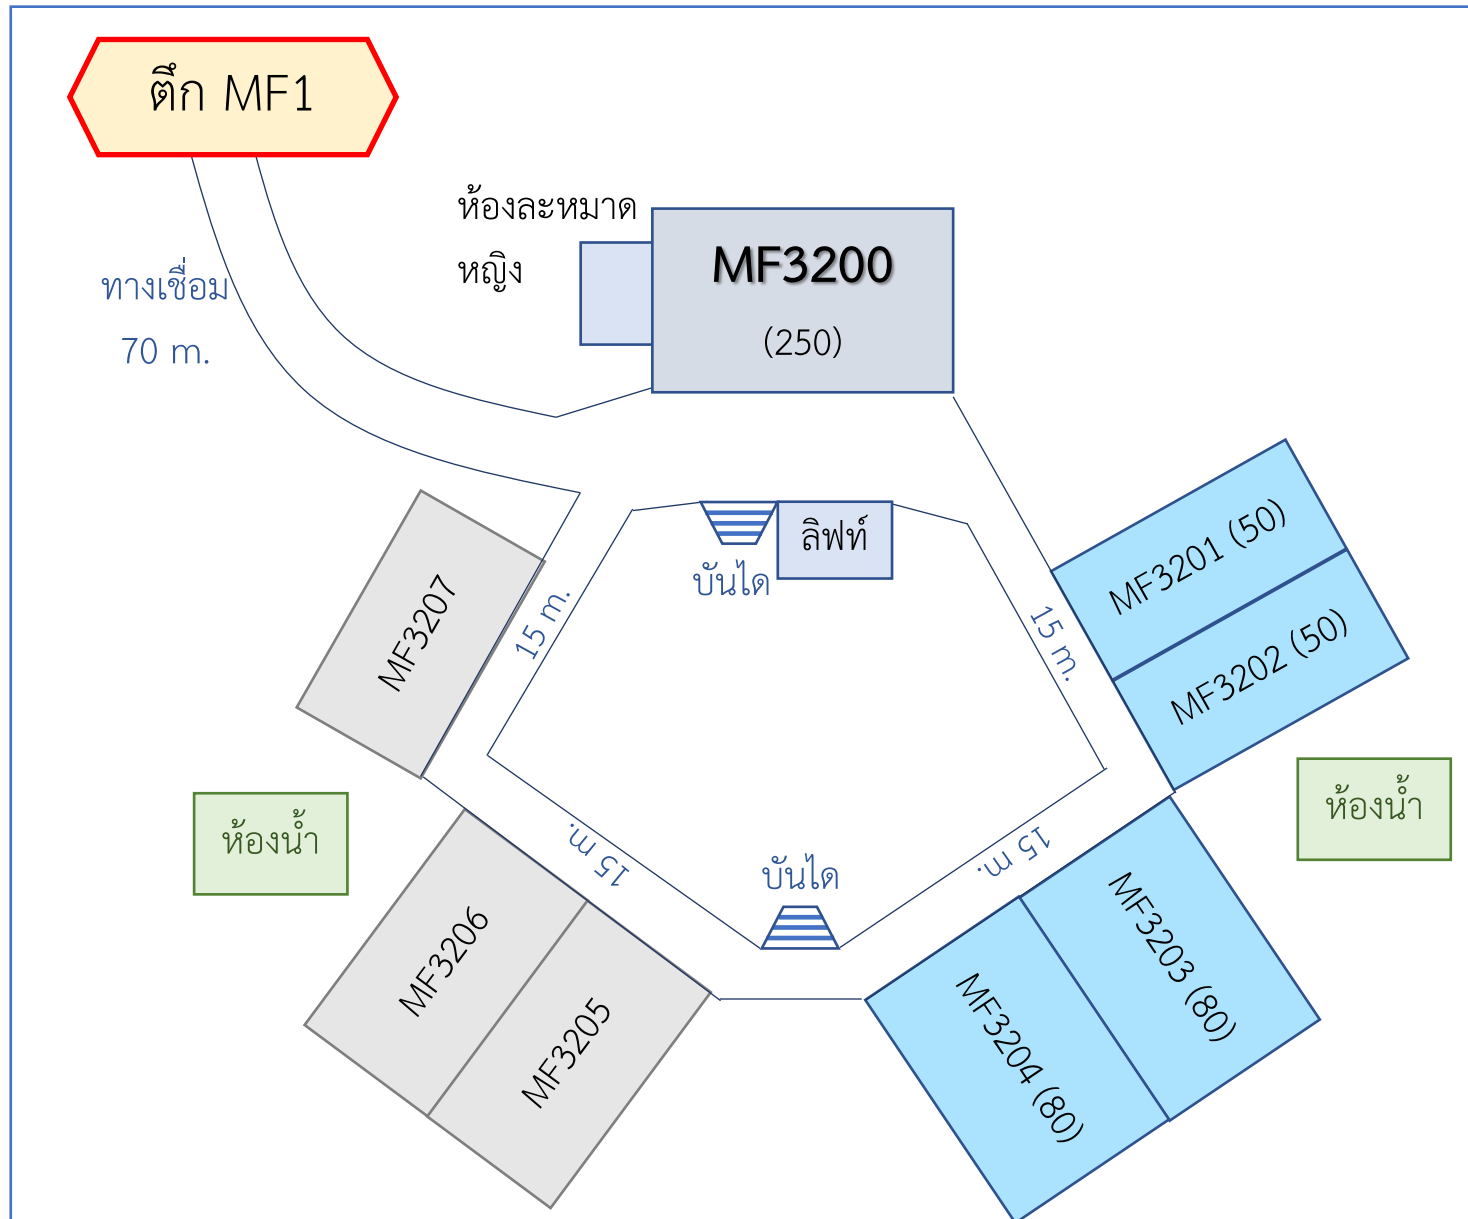 ตึก MF1
ห้องละหมาด
หญิง
MF3200
(250)
ทางเชื่อม
70 m.
ลิฟท์
บันได
MF3201 (50)
MF3202 (50)
MF3207
15 m.
15 m.
ห้องน้ำ
ห้องน้ำ
15 m.
15 m.
บันได
MF3206
MF3205
MF3203 (80)
MF3204 (80)